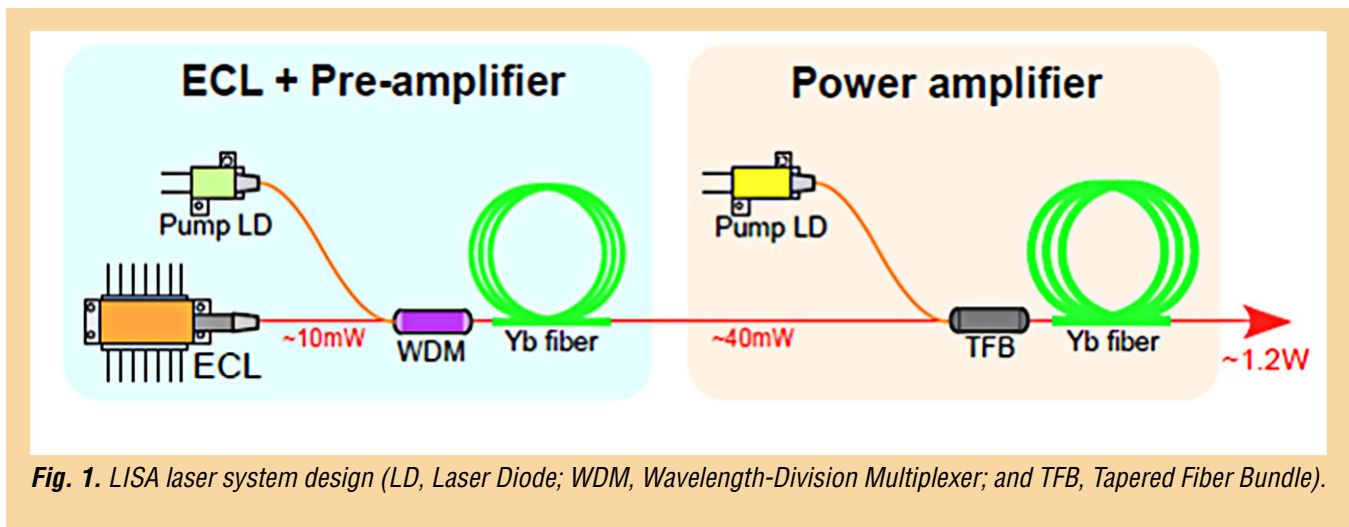 ECL + Pre-amplifier
Power amplifier
Pump LD
Pump LD
ECL
~10mW
WDM
Yb fiber
~40mW
TFB
Yb fiber
~1.2W
Fig. 1. LISA laser system design (LD, Laser Diode; WDM, Wavelength-Division Multiplexer; and TFB, Tapered Fiber Bundle).